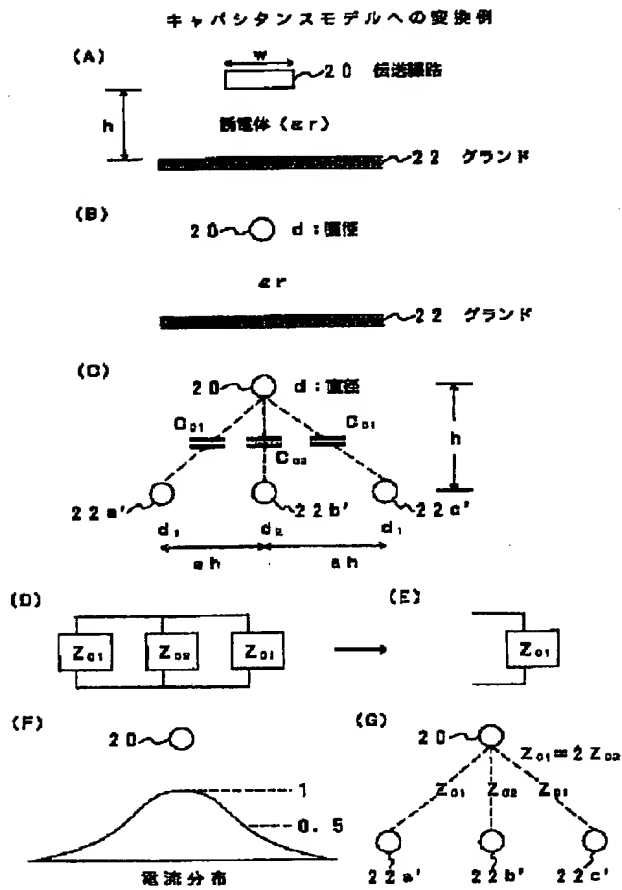 キャパシタンスモデルへの変換例
(A)
w
20 伝送線路
h
誘電体(εr)
22 グランド
(B)
20 d:直径
εr
22 グランド
(C)
20 d:直径
C01 C02 C01
h
22a' 22b' 22c'
d1 d2 d1
ah ah
(D) (E)
Z01 Z02 Z01 Z01
(F) (G)
20
1
0.5
電流分布
20
Z01=2Z02
Z01 Z02 Z01
22a' 22b' 22c'